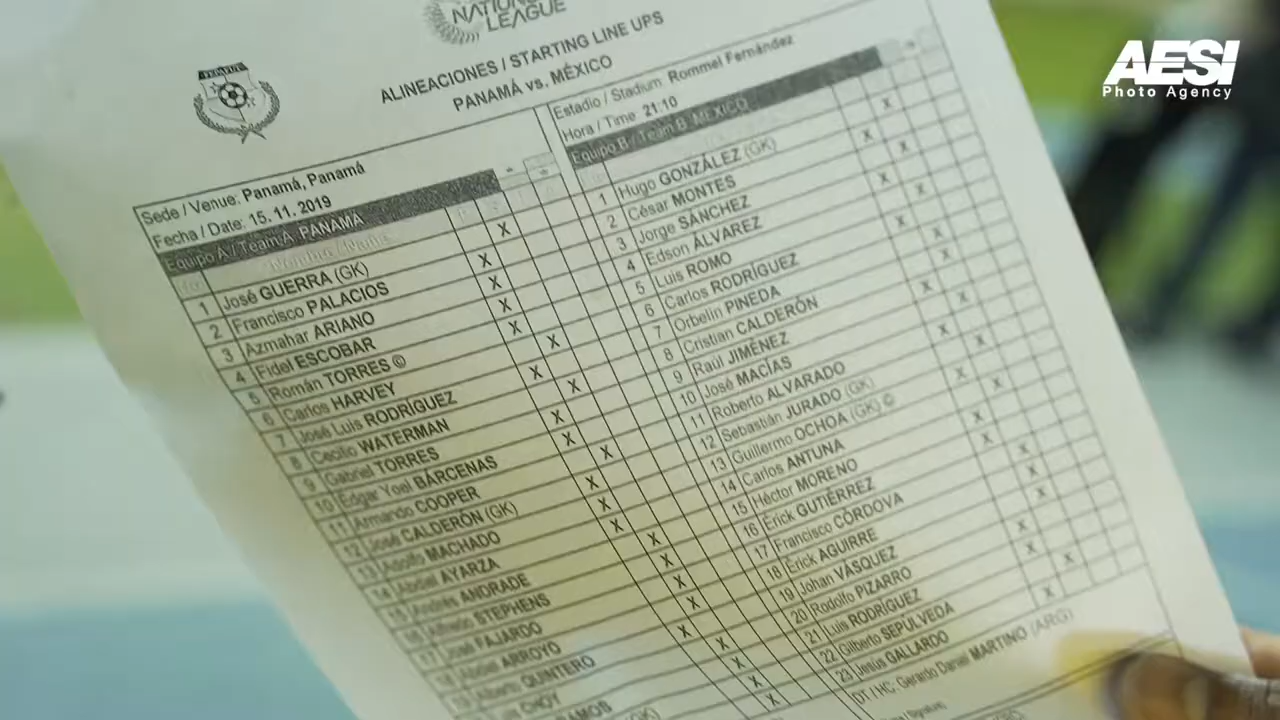 AESI
Photo Agency
NATIONS
LEAGUE
ALINEACIONES / STARTING LINE UPS
PANAMÁ vs. MÉXICO
Sede / Venue: Panamá, Panamá
Fecha / Date: 15. 11. 2019
Equipo A / Team A PANAMÁ
1 José GUERRA (GK)
2 Francisco PALACIOS
3 Azmahar ARIANO
4 Fidel ESCOBAR
5 Román TORRES ©
6 Carlos HARVEY
7 José Luis RODRÍGUEZ
8 Cecilio WATERMAN
9 Gabriel TORRES
10 Edgar Yoel BÁRCENAS
11 Armando COOPER
12 José CALDERÓN (GK)
13 Adolfo MACHADO
14 Abdiel AYARZA
15 Andrés ANDRADE
16 Alfredo STEPHENS
17 José FAJARDO
18 Abdiel ARROYO
19 Alberto QUINTERO
CHOY
Estadio / Stadium: Rommel Fernández
Hora / Time 21:10
Equipo B / Team B MÉXICO
1 Hugo GONZÁLEZ (GK)
2 César MONTES
3 Jorge SÁNCHEZ
4 Edson ÁLVAREZ
5 Luis ROMO
6 Carlos RODRÍGUEZ
7 Orbelin PINEDA
8 Cristian CALDERÓN
9 Raúl JIMÉNEZ
10 José MACÍAS
11 Roberto ALVARADO
12 Sebastián JURADO (GK)
13 Guillermo OCHOA (GK) ©
14 Carlos ANTUNA
15 Héctor MORENO
16 Érick GUTIÉRREZ
17 Francisco CÓRDOVA
18 Érick AGUIRRE
19 Johan VÁSQUEZ
20 Rodolfo PIZARRO
21 Luis RODRÍGUEZ
22 Gilberto SEPÚLVEDA
23 Jesús GALLARDO
DT / HC: Gerardo Daniel MARTINO (ARG)